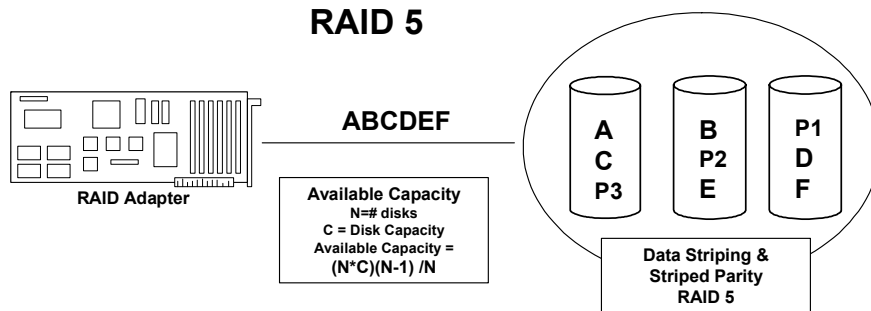 RAID 5
RAID Adapter
ABCDEF
Available Capacity
N=# disks
C = Disk Capacity
Available Capacity =
(N*C)(N-1) /N
A
C
P3
B
P2
E
P1
D
F
Data Striping &
Striped Parity
RAID 5